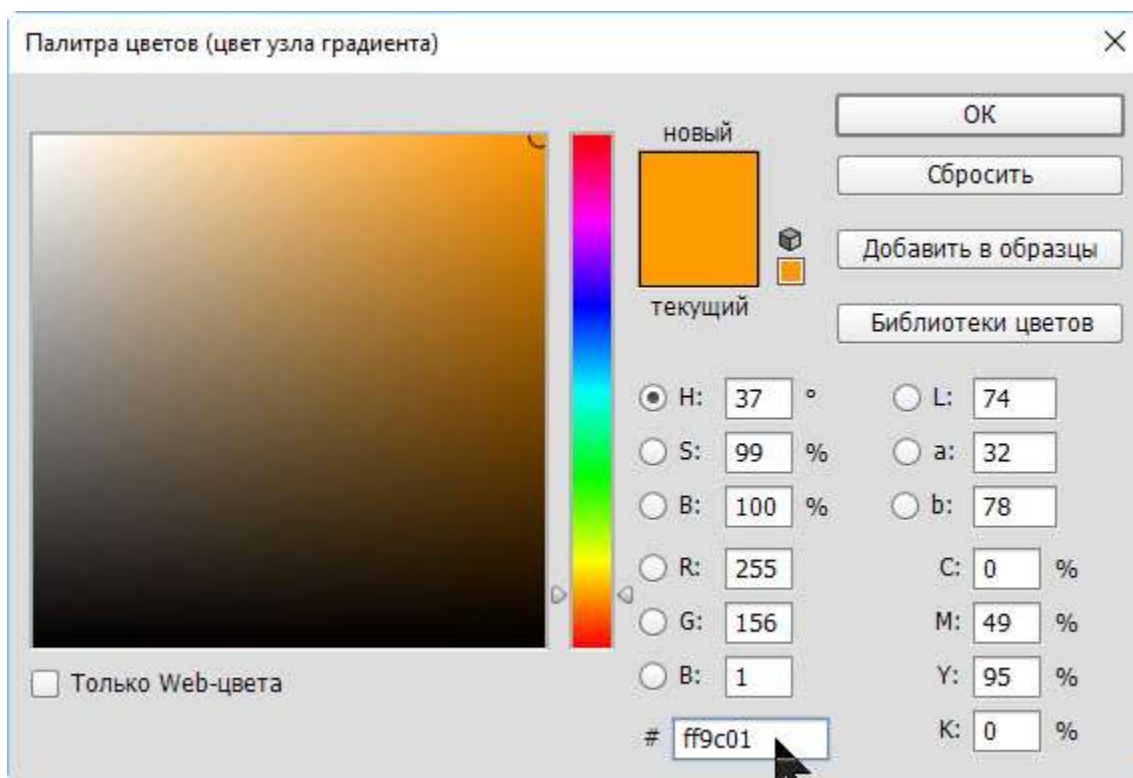 Палитра цветов (цвет узла градиента)
новый
текущий
ОК
Сбросить
Добавить в образцы
Библиотеки цветов
H: 37 °
S: 99 %
B: 100 %
R: 255
G: 156
B: 1
# ff9c01
L: 74
a: 32
b: 78
C: 0 %
M: 49 %
Y: 95 %
K: 0 %
Только Web-цвета